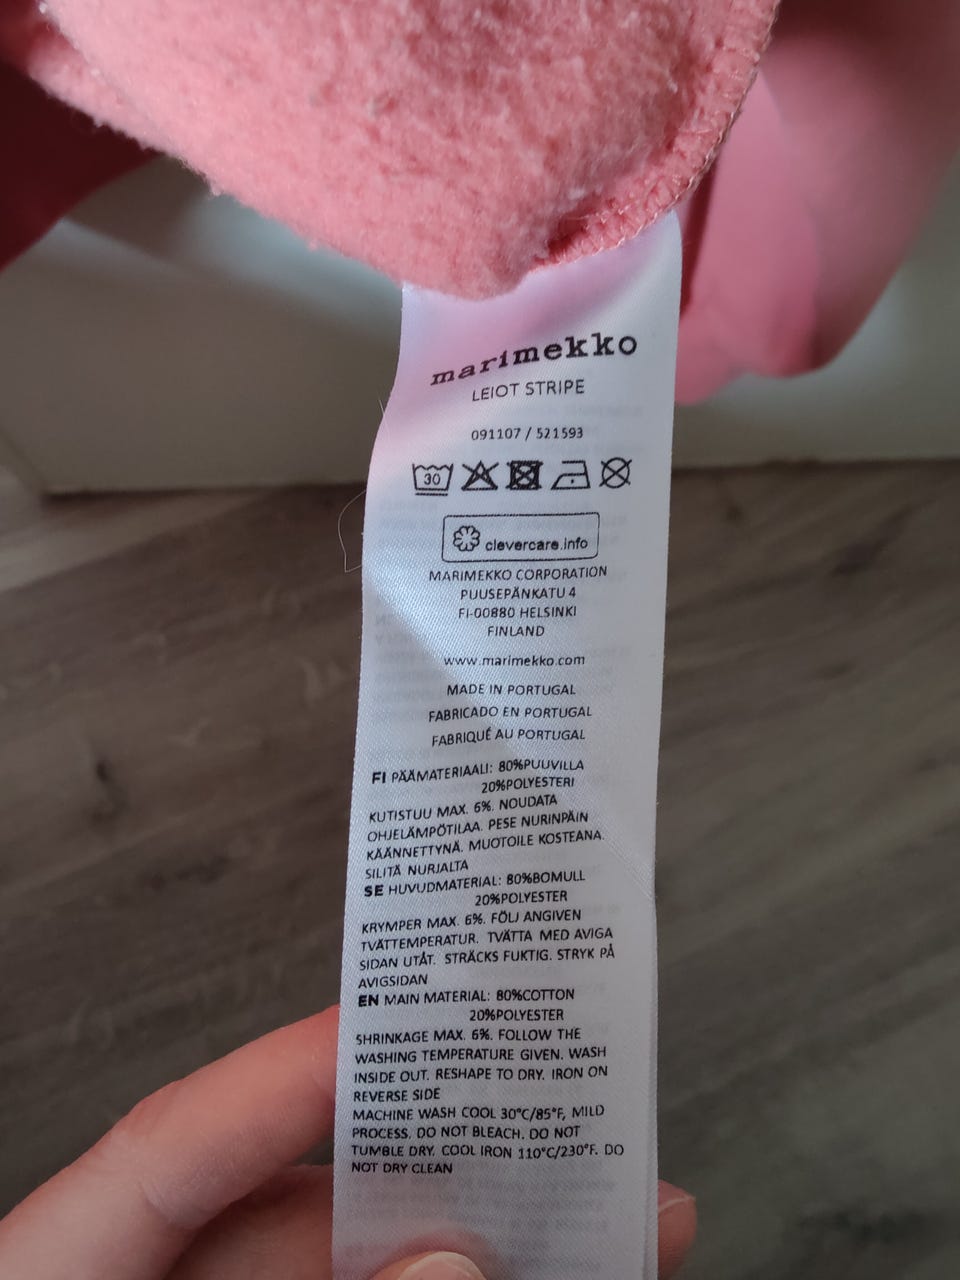 marimekko
LEIOT STRIPE
091107 / 521593
30
clevercare.info
MARIMEKKO CORPORATION
PUUSEPÄNKATU 4
FI-00880 HELSINKI
FINLAND
www.marimekko.com
MADE IN PORTUGAL
FABRICADO EN PORTUGAL
FABRIQUÉ AU PORTUGAL
FI PÄÄMATERIAALI: 80%PUUVILLA
20%POLYESTERI
KUTISTUU MAX. 6%. NOUDATA
OHJELÄMPÖTILAA. PESE NURINPÄIN
KÄÄNNETTYNÄ. MUOTOILE KOSTEANA.
SILITÄ NURJALTA
SE HUVUDMATERIAL: 80%BOMULL
20%POLYESTER
KRYMPER MAX. 6%. FÖLJ ANGIVEN
TVÄTTEMPERATUR. TVÄTTA MED AVIGA
SIDAN UTÅT. STRÄCKS FUKTIG. STRYK PÅ
AVIGSIDAN
EN MAIN MATERIAL: 80%COTTON
20%POLYESTER
SHRINKAGE MAX. 6%. FOLLOW THE
WASHING TEMPERATURE GIVEN. WASH
INSIDE OUT. RESHAPE TO DRY. IRON ON
REVERSE SIDE
MACHINE WASH COOL 30°C/85°F, MILD
PROCESS. DO NOT BLEACH. DO NOT
TUMBLE DRY. COOL IRON 110°C/230°F. DO
NOT DRY CLEAN